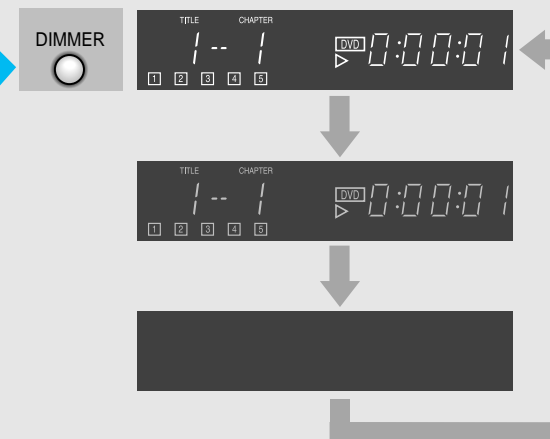 DIMMER
TITLE CHAPTER
1-- 1 DVD 0:00:01
1 2 3 4 5
TITLE CHAPTER
1-- 1 DVD 0:00:01
1 2 3 4 5